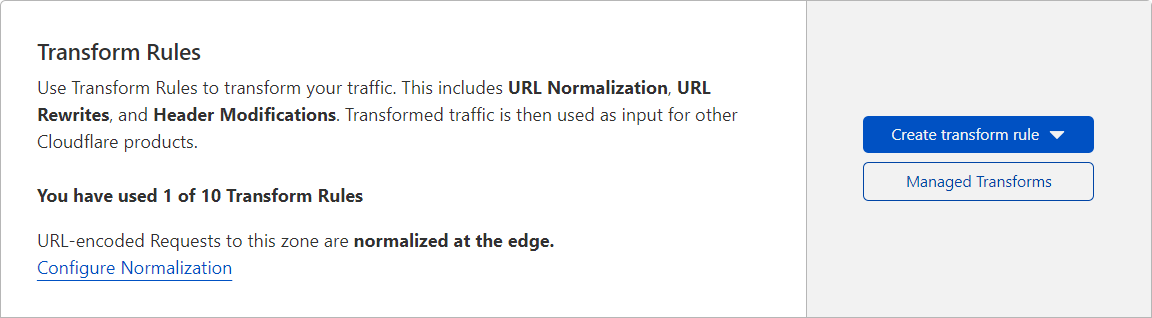 Transform Rules
Use Transform Rules to transform your traffic. This includes URL Normalization, URL
Rewrites, and Header Modifications. Transformed traffic is then used as input for other
Cloudflare products.
You have used 1 of 10 Transform Rules
URL-encoded Requests to this zone are normalized at the edge.
Configure Normalization
Create transform rule
Managed Transforms